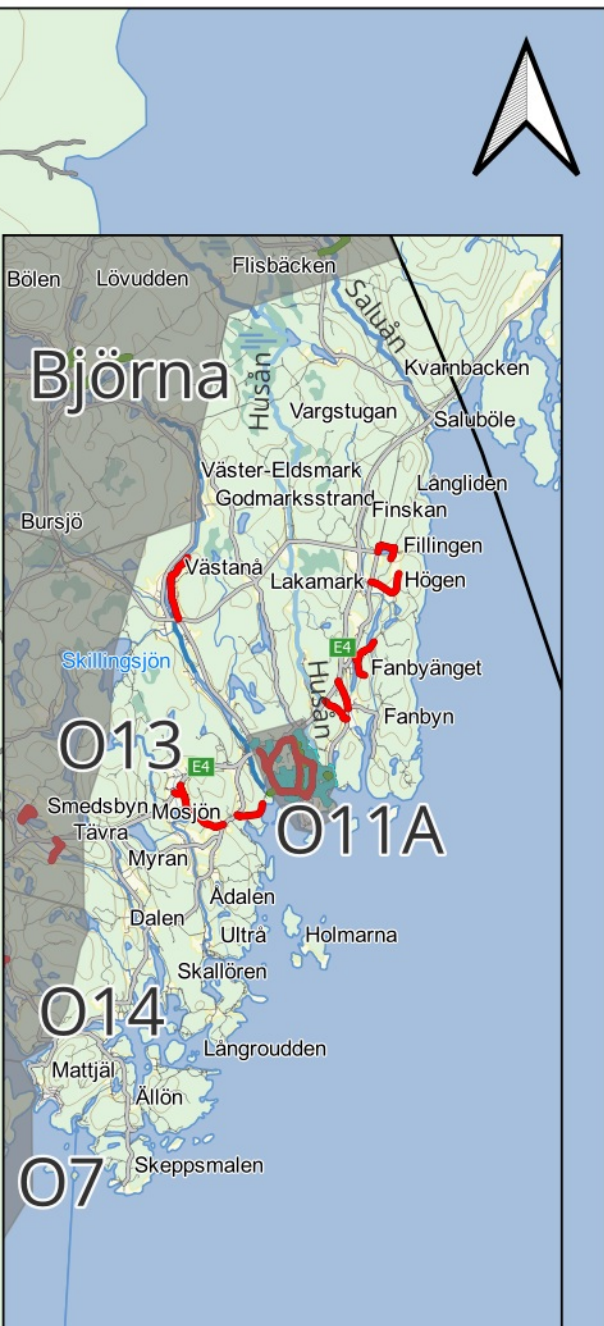 Flisbäcken
Bölen
Lövudden
Saluån
Björna
Husån
Kvarnbacken
Vargstugan
Saluböle
Väster-Eldsmark
Långliden
Godmarksstrand
Finskan
Bursjö
Fillingen
Västanå
Lakamark
Högen
E4
Skillingsjön
Fanbyänget
Husån
Fanbyn
O13
E4
Smedsbyn
Mosjön
Tävra
O11A
Myran
Ådalen
Dalen
Ultrå
Holmarna
Skallören
O14
Långroudden
Mattjäl
Ällön
Skeppsmalen
O7